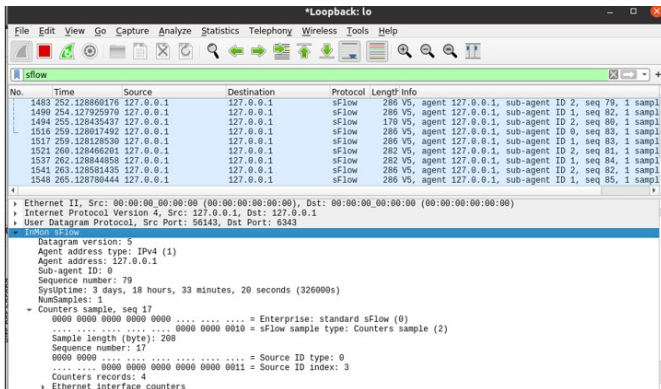 *Loopback: lo
File Edit View Go Capture Analyze Statistics Telephony Wireless Tools Help
sflow
No. Time Source Destination Protocol Length Info
1483 252.128860176 127.0.0.1 127.0.0.1 sFlow 286 V5, agent 127.0.0.1, sub-agent ID 2, seq 79, 1 sampl
1490 254.127925970 127.0.0.1 127.0.0.1 sFlow 286 V5, agent 127.0.0.1, sub-agent ID 1, seq 82, 1 sampl
1494 255.128435437 127.0.0.1 127.0.0.1 sFlow 170 V5, agent 127.0.0.1, sub-agent ID 2, seq 80, 1 sampl
1516 259.128017492 127.0.0.1 127.0.0.1 sFlow 286 V5, agent 127.0.0.1, sub-agent ID 0, seq 83, 1 sampl
1517 259.128128530 127.0.0.1 127.0.0.1 sFlow 286 V5, agent 127.0.0.1, sub-agent ID 1, seq 83, 1 sampl
1521 260.128466201 127.0.0.1 127.0.0.1 sFlow 282 V5, agent 127.0.0.1, sub-agent ID 2, seq 81, 1 sampl
1537 262.128844858 127.0.0.1 127.0.0.1 sFlow 282 V5, agent 127.0.0.1, sub-agent ID 1, seq 84, 1 sampl
1541 263.128581435 127.0.0.1 127.0.0.1 sFlow 286 V5, agent 127.0.0.1, sub-agent ID 2, seq 82, 1 sampl
1548 265.128780444 127.0.0.1 127.0.0.1 sFlow 286 V5, agent 127.0.0.1, sub-agent ID 2, seq 85, 1 sampl
Ethernet II, Src: 00:00:00_00:00:00 (00:00:00:00:00:00), Dst: 00:00:00_00:00:00 (00:00:00:00:00:00)
Internet Protocol Version 4, Src: 127.0.0.1, Dst: 127.0.0.1
User Datagram Protocol, Src Port: 56143, Dst Port: 6343
InMon sFlow
Datagram version: 5
Agent address type: IPv4 (1)
Agent address: 127.0.0.1
Sub-agent ID: 0
Sequence number: 79
SysUptime: 3 days, 18 hours, 33 minutes, 20 seconds (326000s)
NumSamples: 1
Counters sample, seq 17
0000 0000 0000 0000 0000 .... .... .... = Enterprise: standard sFlow (0)
.... .... .... .... .... 0000 0000 0010 = sFlow sample type: Counters sample (2)
Sample length (byte): 208
Sequence number: 17
0000 0000 .... .... .... .... .... .... = Source ID type: 0
.... .... 0000 0000 0000 0000 0000 0011 = Source ID index: 3
Counters records: 4
Ethernet interface counters